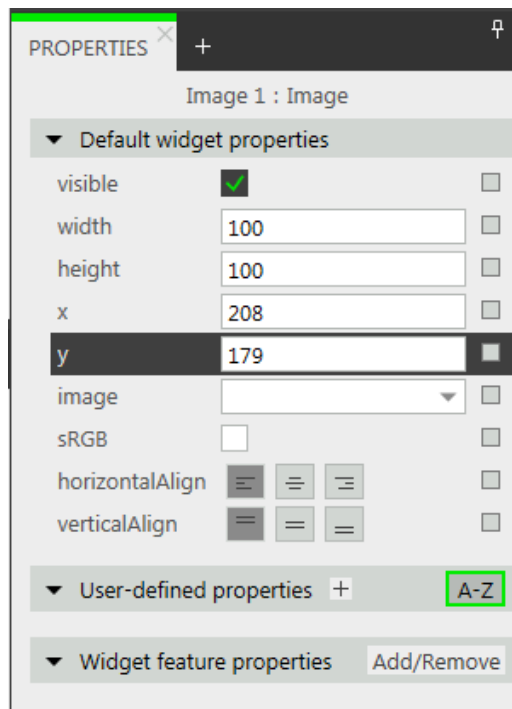 PROPERTIES
Image 1 : Image
Default widget properties
visible
width 100
height 100
x 208
y 179
image
sRGB
horizontalAlign
verticalAlign
User-defined properties + A-Z
Widget feature properties Add/Remove